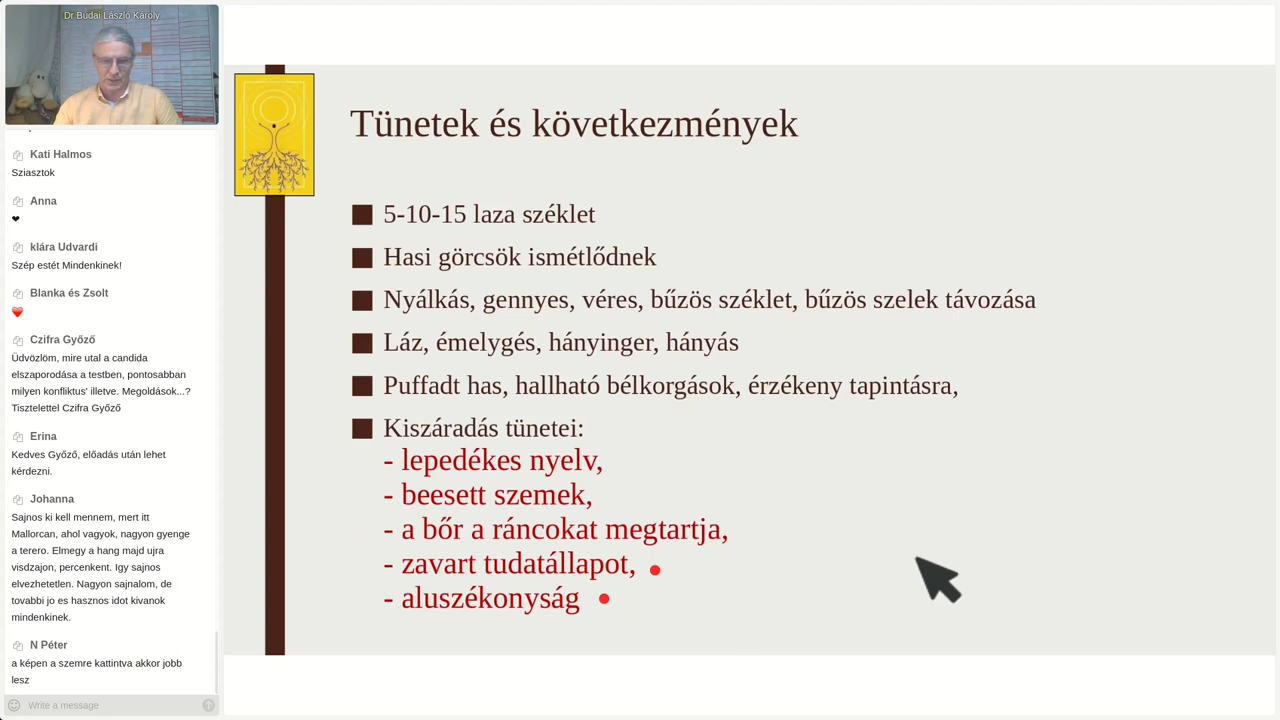 Dr Budai László Károly
Kati Halmos
Sziasztok
Anna
❤
klára Udvardi
Szép estét Mindenkinek!
Blanka és Zsolt
❤️
Czifra Győző
Üdvözlöm, mire utal a candida
elszaporodása a testben, pontosabban
milyen konfliktus' illetve. Megoldások...?
Tisztelettel Czifra Győző
Erina
Kedves Győző, előadás után lehet
kérdezni.
Johanna
Sajnos ki kell mennem, mert itt
Mallorcan, ahol vagyok, nagyon gyenge
a terero. Elmegy a hang majd ujra
visdzajon, percenkent. Igy sajnos
elvezhetetlen. Nagyon sajnalom, de
tovabbi jo es hasznos idot kivanok
mindenkinek.
N Péter
a képen a szemre kattintva akkor jobb
lesz
Write a message
Tünetek és következmények
5-10-15 laza széklet
Hasi görcsök ismétlődnek
Nyálkás, gennyes, véres, bűzös széklet, bűzös szelek távozása
Láz, émelygés, hányinger, hányás
Puffadt has, hallható bélkorgások, érzékeny tapintásra,
Kiszáradás tünetei:
- lepedékes nyelv,
- beesett szemek,
- a bőr a ráncokat megtartja,
- zavart tudatállapot,
- aluszékonyság